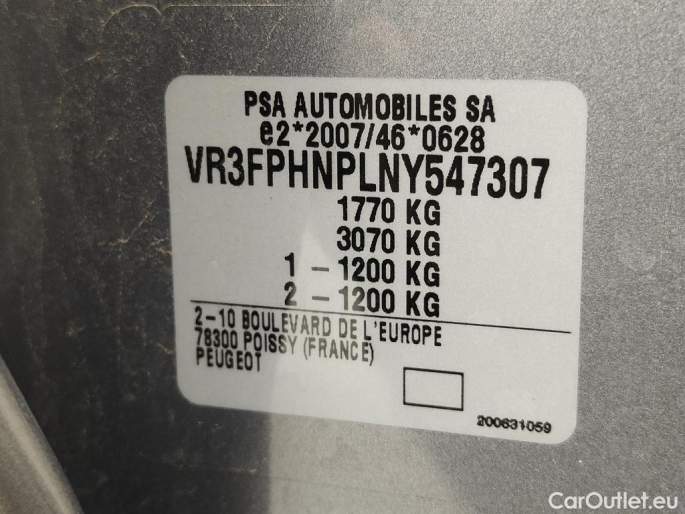 PSA AUTOMOBILES SA
e2*2007/46*0628
VR3FPHNPLNY547307
1770 KG
3070 KG
1 - 1200 KG
2 - 1200 KG
2-10 BOULEVARD DE L'EUROPE
78300 POISSY (FRANCE)
PEUGEOT
200631059
CarOutlet.eu